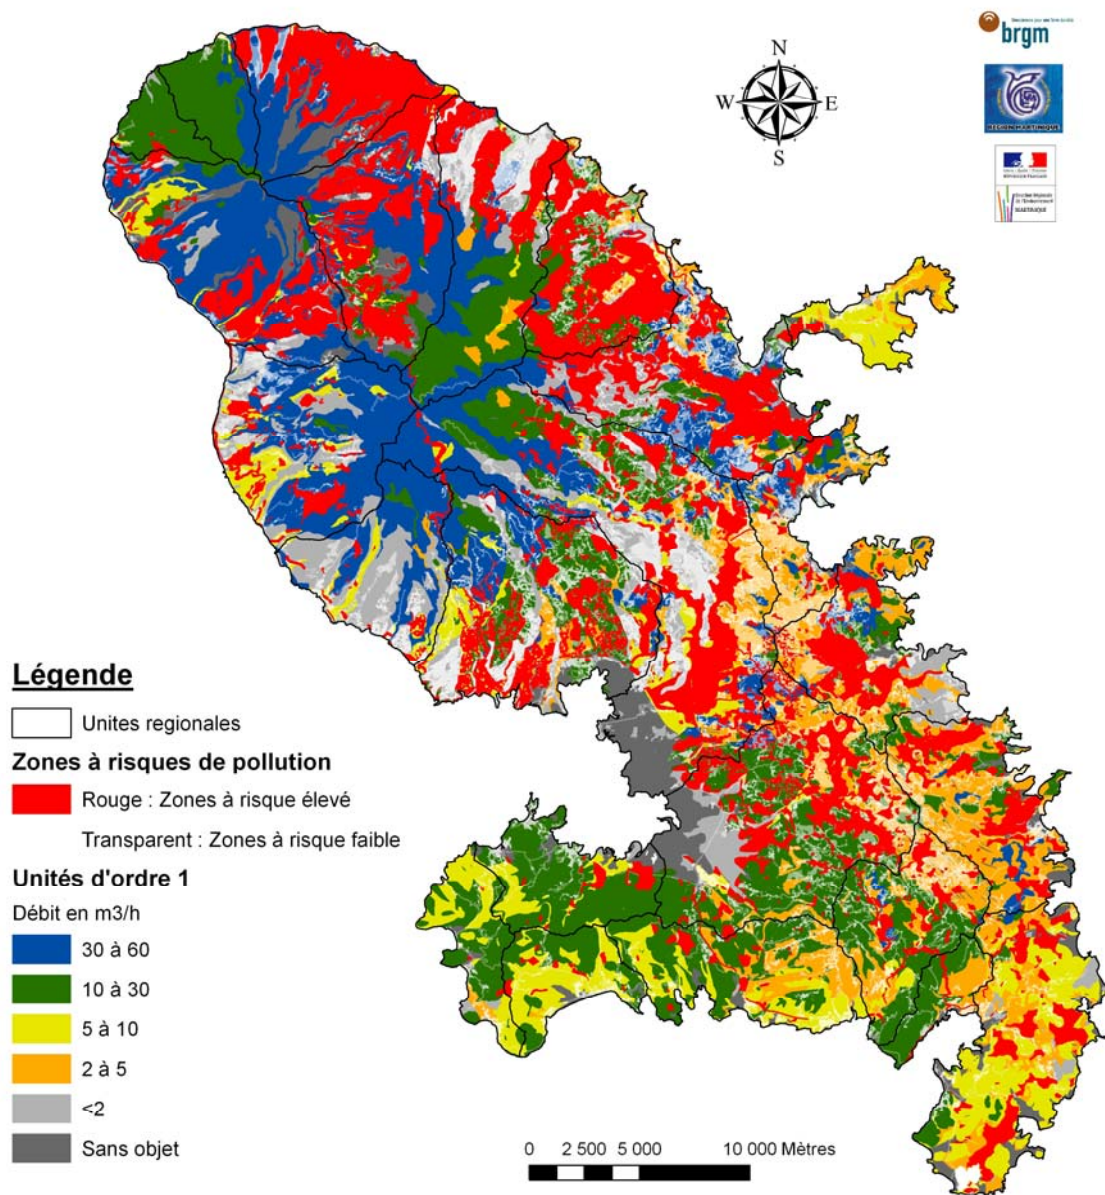 brgm
REGION MARTINIQUE
N
W E
S
Légende
Unites regionales
Zones à risques de pollution
Rouge : Zones à risque élevé
Transparent : Zones à risque faible
Unités d'ordre 1
Débit en m3/h
30 à 60
10 à 30
5 à 10
2 à 5
<2
Sans objet
0 2 500 5 000 10 000 Mètres